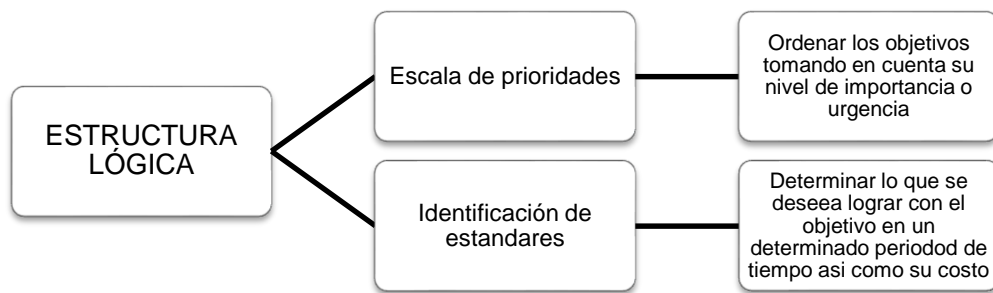 ESTRUCTURA
LÓGICA
Escala de prioridades
Ordenar los objetivos
tomando en cuenta su
nivel de importancia o
urgencia
Identificación de
estandares
Determinar lo que se
deseea lograr con el
objetivo en un
determinado periodod de
tiempo asi como su costo